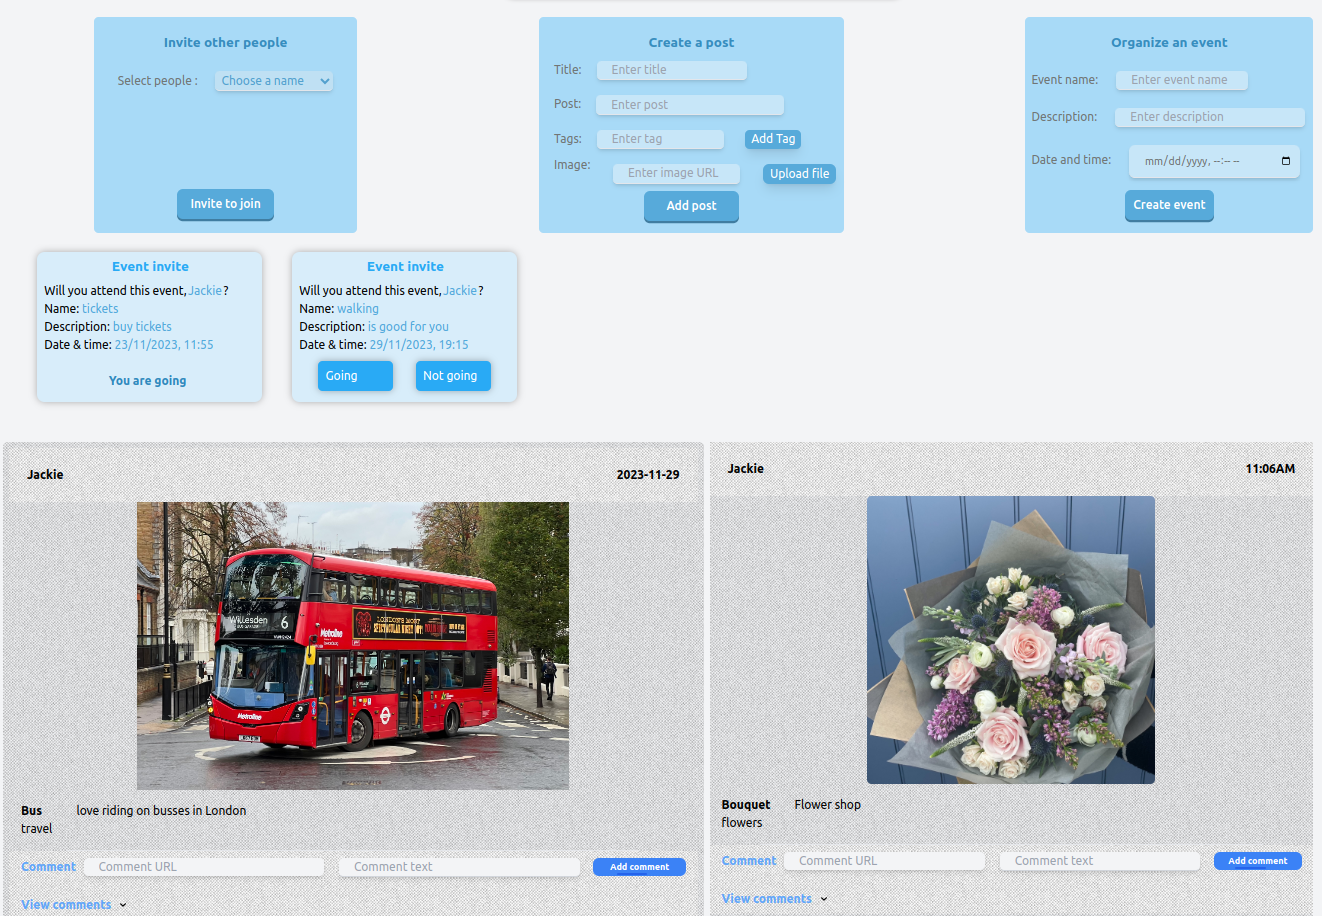 Invite other people
Select people :
Choose a name
Invite to join
Create a post
Title:
Enter title
Post:
Enter post
Tags:
Enter tag
Add Tag
Image:
Enter image URL
Upload file
Add post
Organize an event
Event name:
Enter event name
Description:
Enter description
Date and time:
mm/dd/yyyy, --:-- --
Create event
Event invite
Will you attend this event, Jackie ?
Name: tickets
Description: buy tickets
Date & time: 23/11/2023, 11:55
You are going
Event invite
Will you attend this event, Jackie ?
Name: walking
Description: is good for you
Date & time: 29/11/2023, 19:15
Going
Not going
Jackie
2023-11-29
Willesden
6
Metroline
LONDON'S MOST
SPECTACULAR NIGHT OUT!
Metroline
Bus
love riding on busses in London
travel
Comment
Comment URL
Comment text
Add comment
View comments
Jackie
11:06AM
Bouquet
Flower shop
flowers
Comment
Comment URL
Comment text
Add comment
View comments